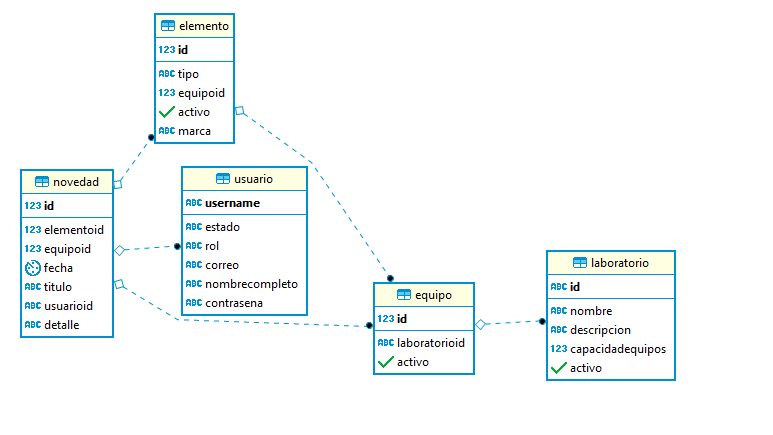 elemento
123 id
ABC tipo
123 equipoid
activo
ABC marca
novedad
123 id
123 elementoid
123 equipoid
fecha
ABC titulo
ABC usuarioid
ABC detalle
usuario
ABC username
ABC estado
ABC rol
ABC correo
ABC nombrecompleto
ABC contrasena
equipo
123 id
ABC laboratorioid
activo
laboratorio
ABC id
ABC nombre
ABC descripcion
123 capacidadequipos
activo